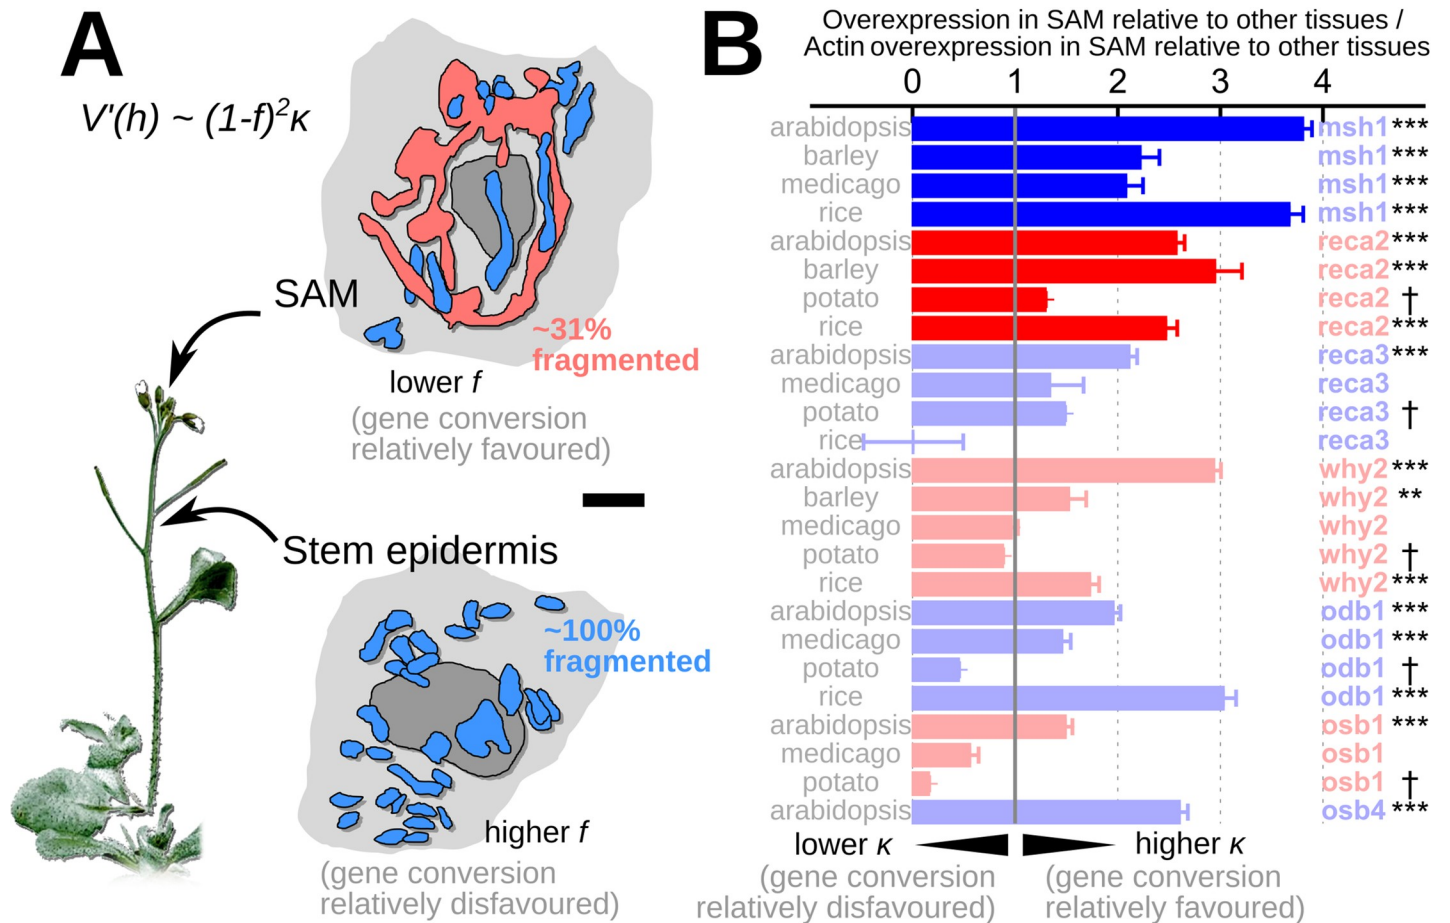 A
V'(h) ~ (1-f)²κ
SAM
~31%
fragmented
lower f
(gene conversion
relatively favoured)
Stem epidermis
~100%
fragmented
higher f
(gene conversion
relatively disfavoured)
B
Overexpression in SAM relative to other tissues /
Actin overexpression in SAM relative to other tissues
0 1 2 3 4
arabidopsis msh1 ***
barley msh1 ***
medicago msh1 ***
rice msh1 ***
arabidopsis reca2 ***
barley reca2 ***
potato reca2 †
rice reca2 ***
arabidopsis reca3 ***
medicago reca3
potato reca3 †
rice reca3
arabidopsis why2 ***
barley why2 **
medicago why2
potato why2 †
rice why2 ***
arabidopsis odb1 ***
medicago odb1 ***
potato odb1 †
rice odb1 ***
arabidopsis osb1 ***
medicago osb1
potato osb1 †
arabidopsis osb4 ***
lower κ
(gene conversion
relatively disfavoured)
higher κ
(gene conversion
relatively favoured)